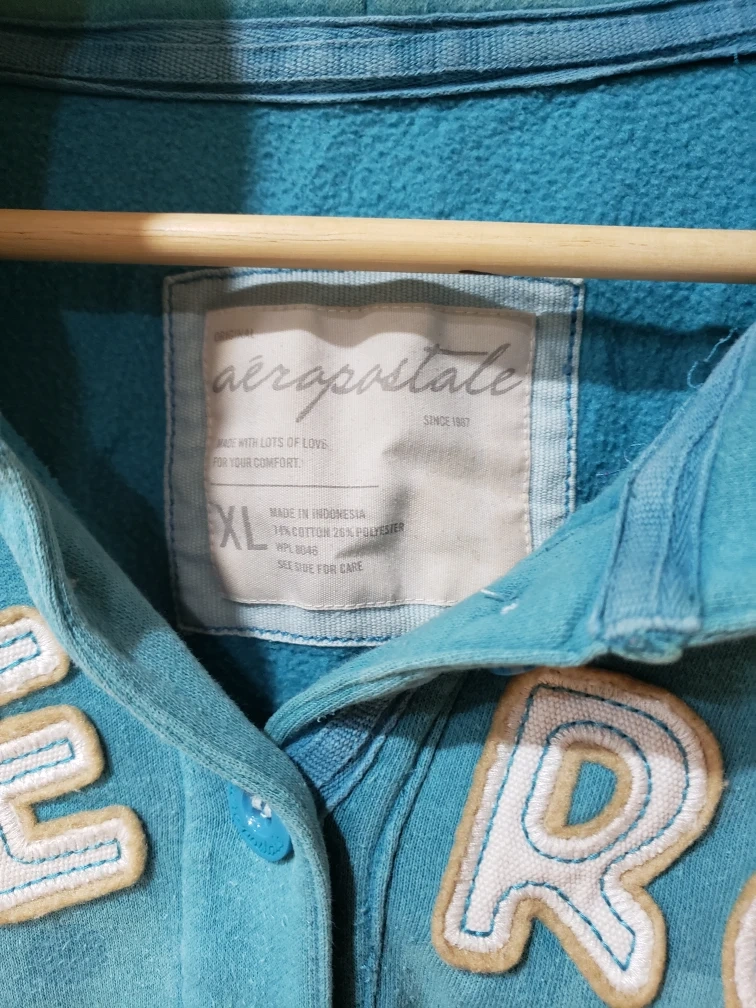 ORIGINAL
aéropostale
SINCE 1987
MADE WITH LOTS OF LOVE
FOR YOUR COMFORT.
XL
MADE IN INDONESIA
COTTON 26% POLYESTER
WPL 8046
SEE SIDE FOR CARE
E R